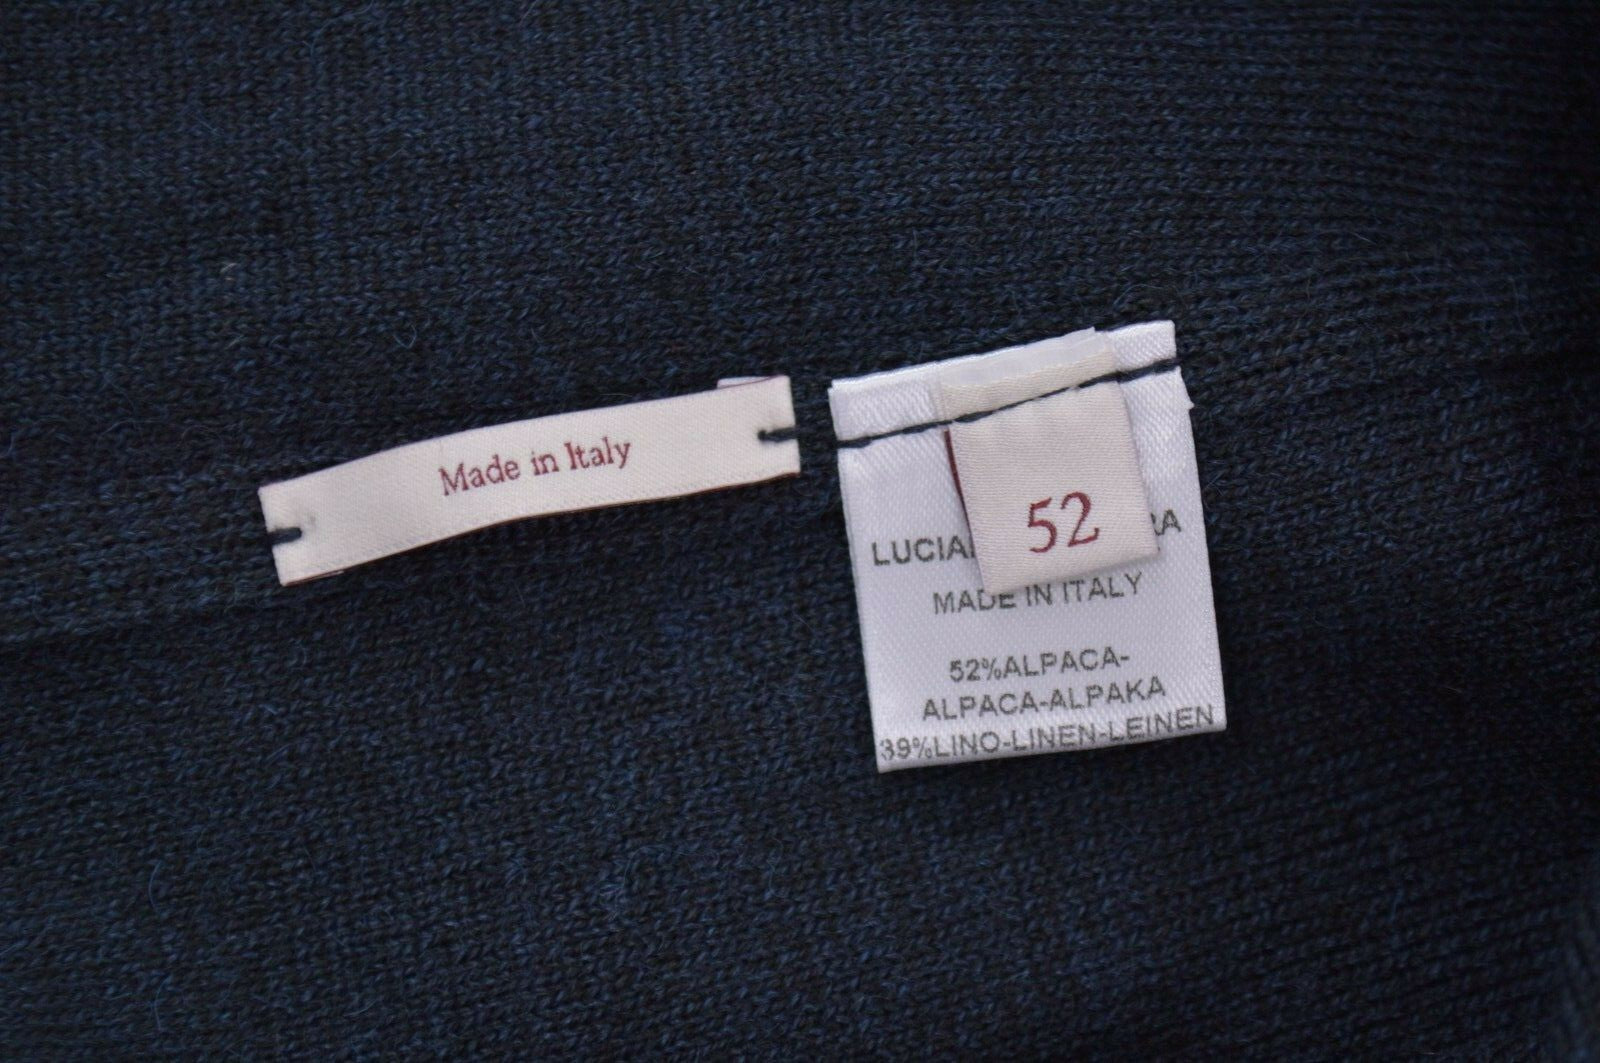 Made in Italy
52
MADE IN ITALY
52%ALPACA-
ALPACA-ALPAKA
39%LINO-LINEN-LEINEN